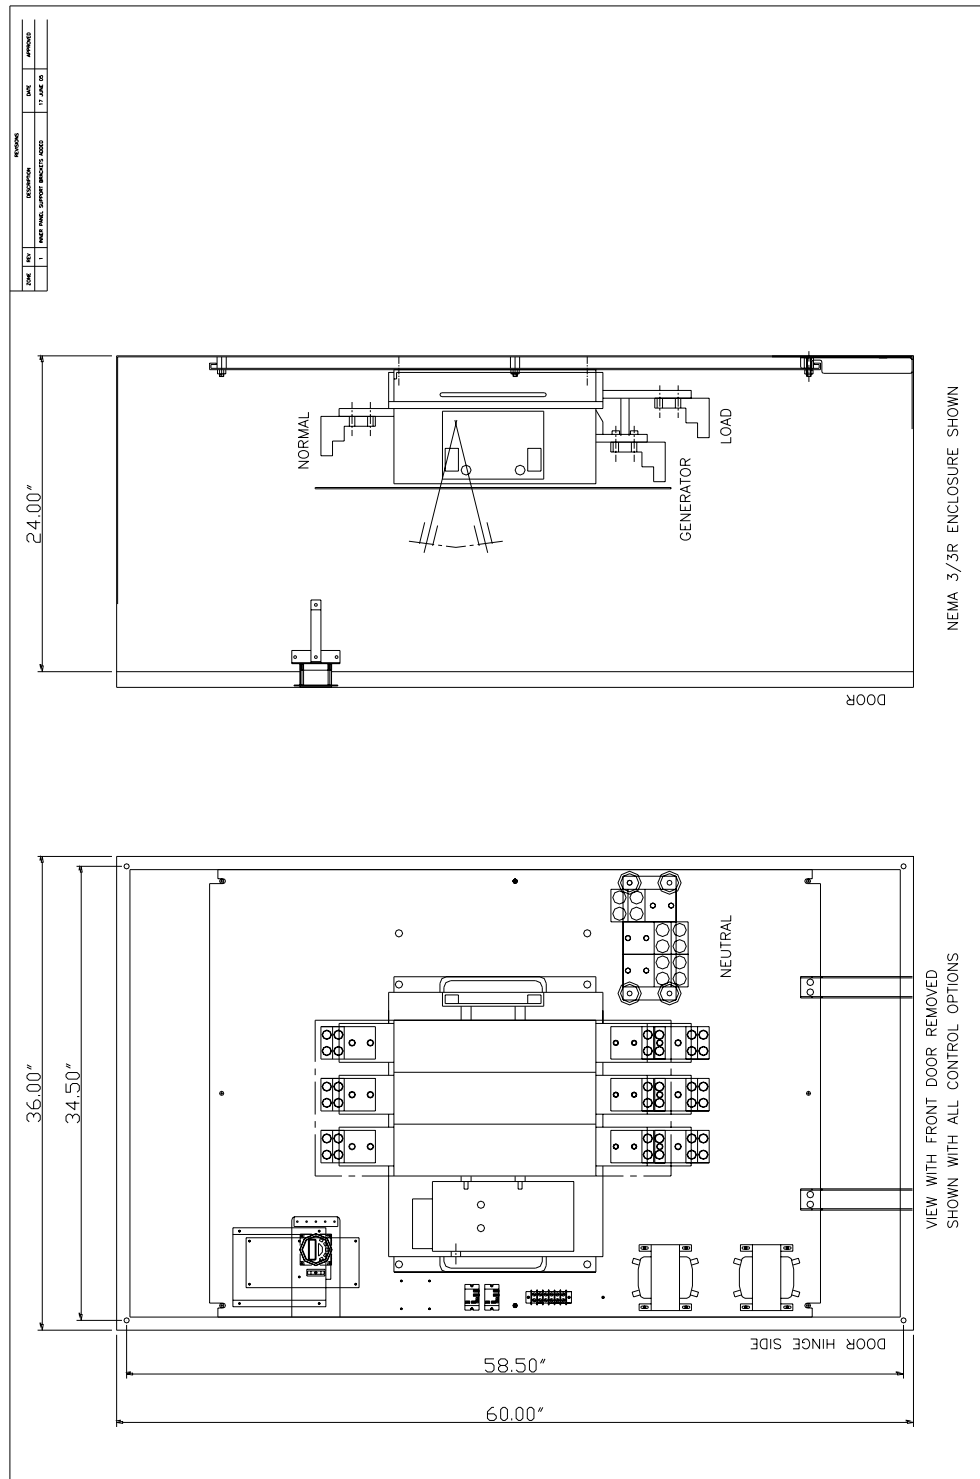 REVISIONS
ZONE REV DESCRIPTION DATE APPROVED
1 INNER PANEL SUPPORT BRACKETS ADDED 17 JUNE 05
24.00"
NORMAL
GENERATOR
LOAD
DOOR
NEMA 3/3R ENCLOSURE SHOWN
36.00"
34.50"
NEUTRAL
VIEW WITH FRONT DOOR REMOVED
SHOWN WITH ALL CONTROL OPTIONS
DOOR HINGE SIDE
58.50"
60.00"